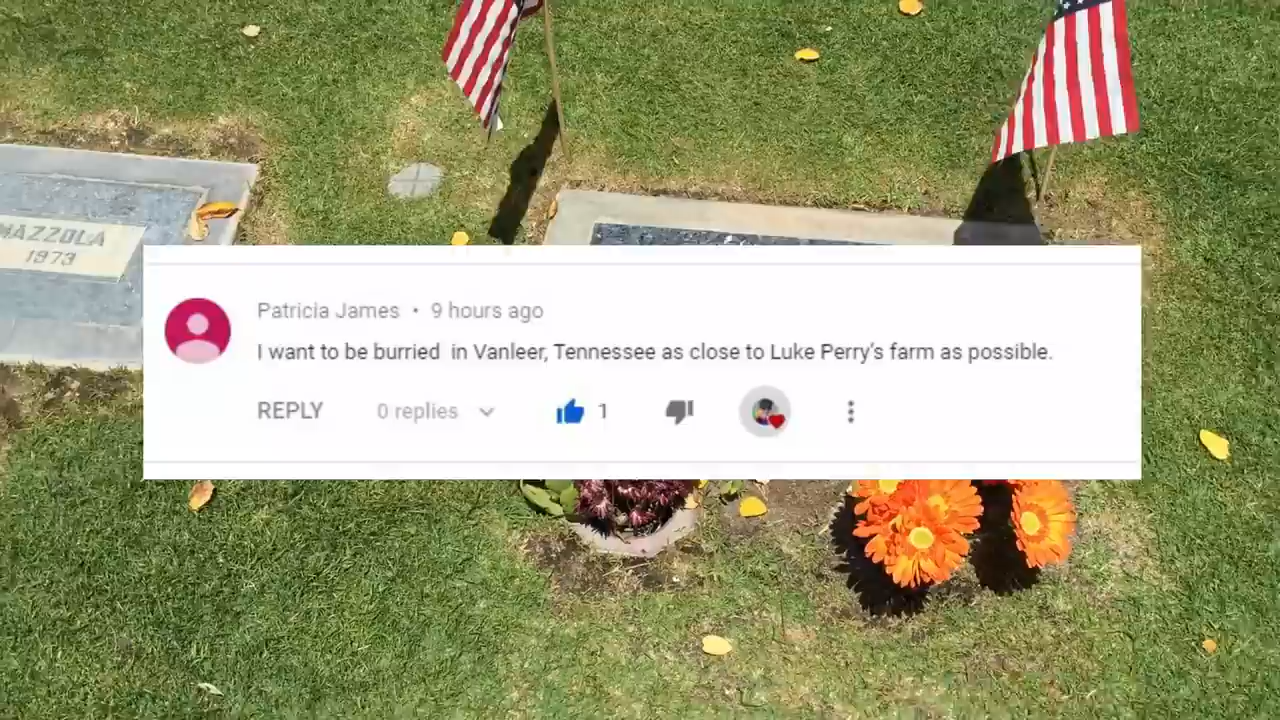 MAZZOLA
1973
Patricia James • 9 hours ago
I want to be burried  in Vanleer, Tennessee as close to Luke Perry's farm as possible.
REPLY 0 replies 1